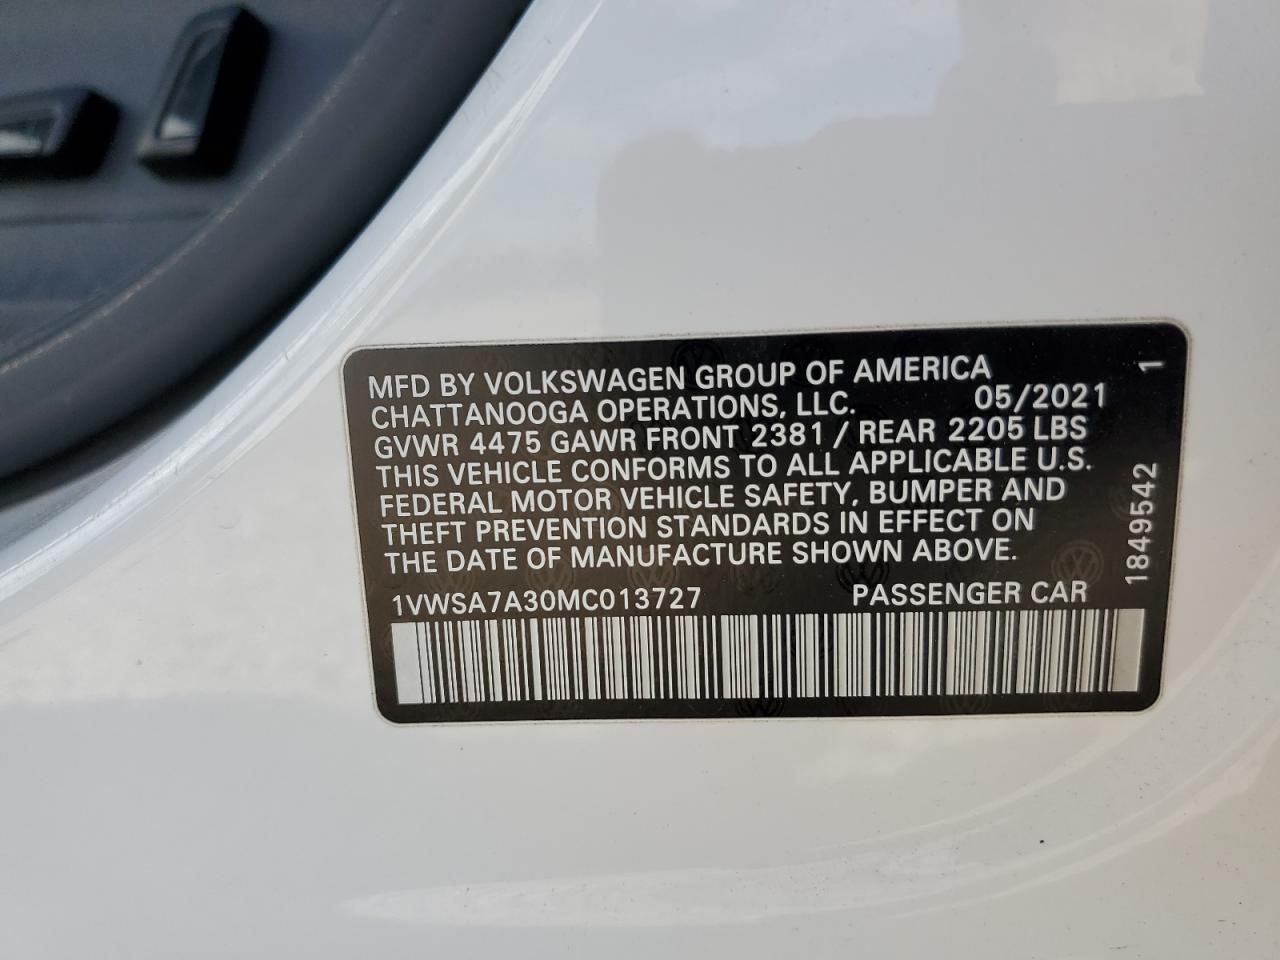 MFD BY VOLKSWAGEN GROUP OF AMERICA
CHATTANOOGA OPERATIONS, LLC. 05/2021
GVWR 4475 GAWR FRONT 2381 / REAR 2205 LBS
THIS VEHICLE CONFORMS TO ALL APPLICABLE U.S.
FEDERAL MOTOR VEHICLE SAFETY, BUMPER AND
THEFT PREVENTION STANDARDS IN EFFECT ON
THE DATE OF MANUFACTURE SHOWN ABOVE.
1VWSA7A30MC013727 PASSENGER CAR
1849542 1